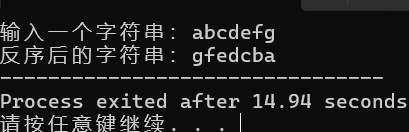 输入一个字符串：abcdefg
反序后的字符串：gfedcba
--------------------------------
Process exited after 14.94 seconds
请按任意键继续. . .